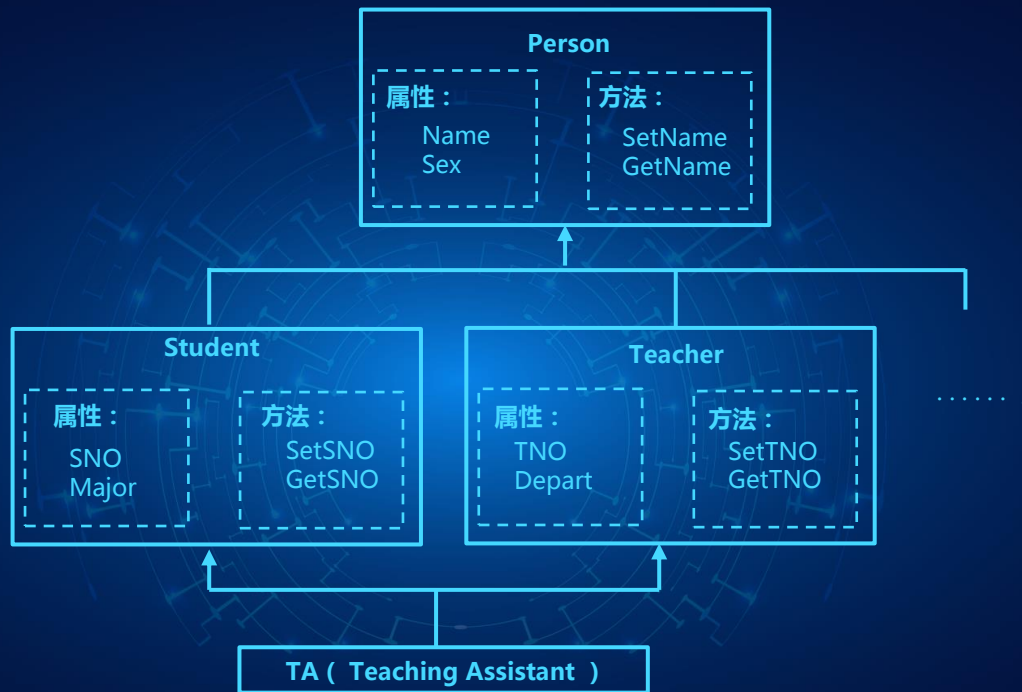 Person
属性：
Name
Sex
方法：
SetName
GetName
Student
属性：
SNO
Major
方法：
SetSNO
GetSNO
Teacher
属性：
TNO
Depart
方法：
SetTNO
GetTNO
......
TA ( Teaching Assistant )